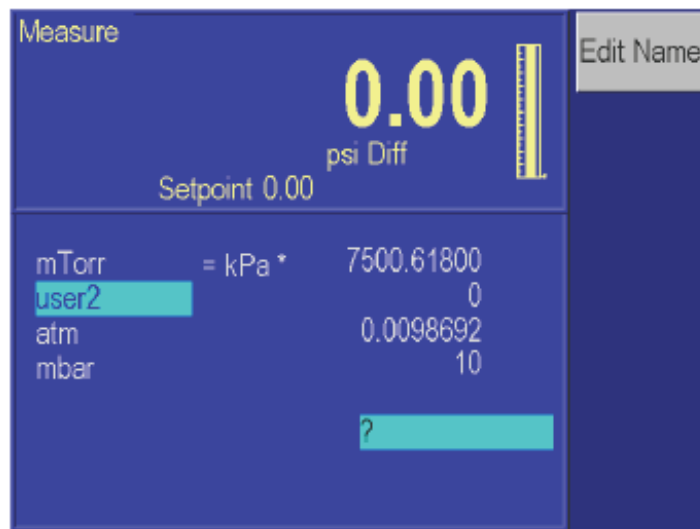 Measure
Edit Name
0.00
psi Diff
Setpoint 0.00
mTorr = kPa * 7500.61800
user2 0
atm 0.0098692
mbar 10
?